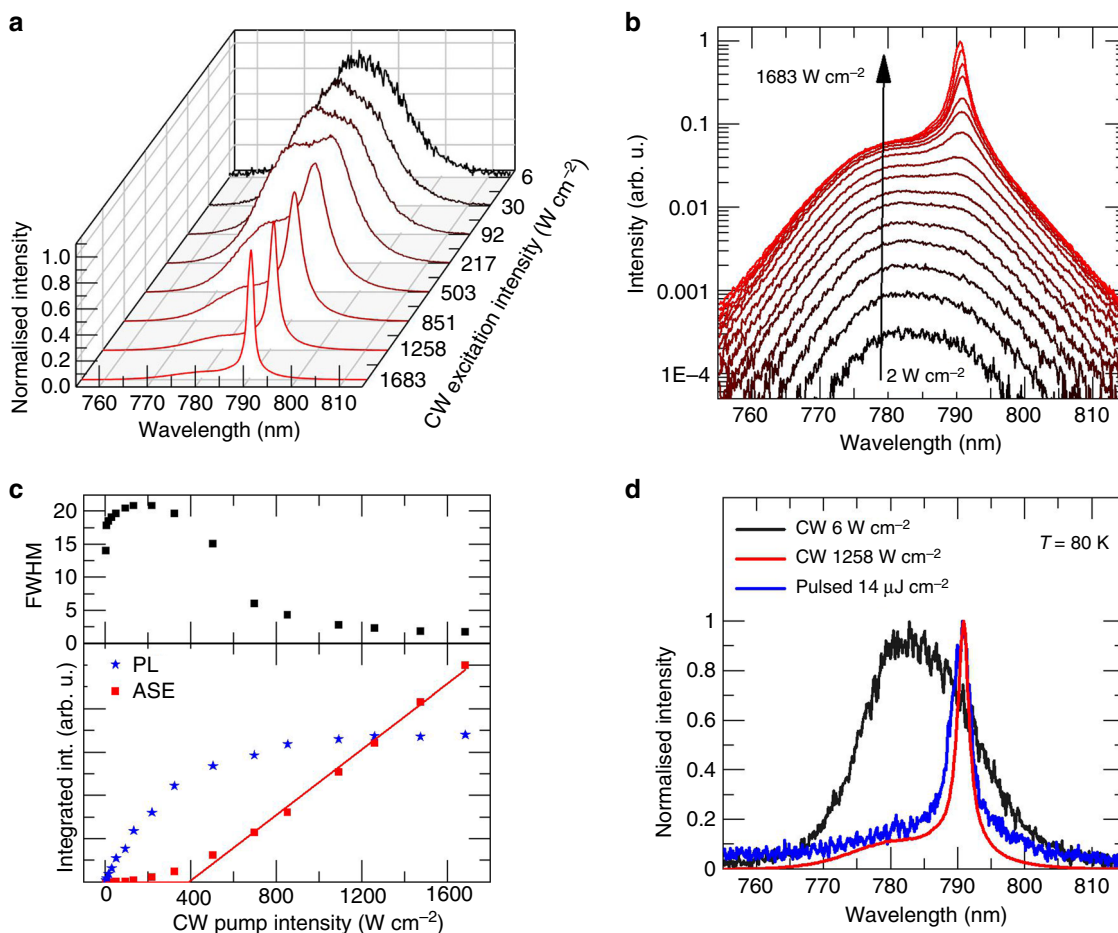 a
Normalised intensity
1.0
0.8
0.6
0.4
0.2
0.0
760 770 780 790 800 810
Wavelength (nm)
6
30
92
217
503
851
1258
1683
CW excitation intensity (W cm⁻²)
b
Intensity (arb. u.)
1
0.1
0.01
0.001
1E–4
1683 W cm⁻²
2 W cm⁻²
760 770 780 790 800 810
Wavelength (nm)
c
FWHM
20
15
10
5
0
PL
ASE
Integrated int. (arb. u.)
0 400 800 1200 1600
CW pump intensity (W cm⁻²)
d
CW 6 W cm⁻²
CW 1258 W cm⁻²
Pulsed 14 μJ cm⁻²
T = 80 K
Normalised intensity
1
0.8
0.6
0.4
0.2
0
760 770 780 790 800 810
Wavelength (nm)